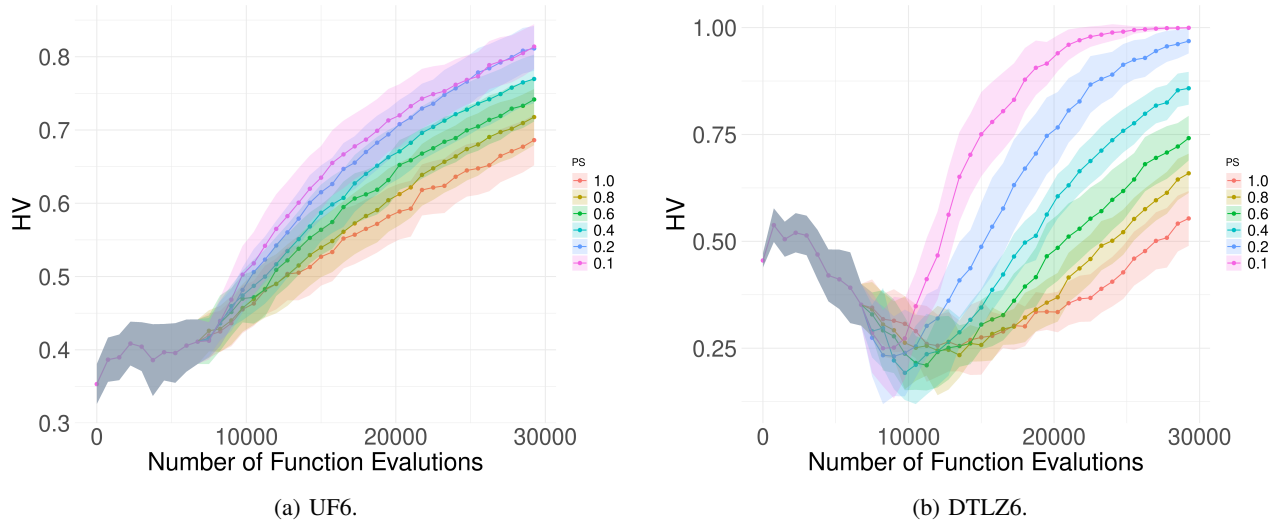 0.8
0.7
0.6
0.5
0.4
0.3
HV
0 10000 20000 30000
Number of Function Evalutions
PS
1.0
0.8
0.6
0.4
0.2
0.1
(a) UF6.
1.00
0.75
0.50
0.25
HV
0 10000 20000 30000
Number of Function Evalutions
PS
1.0
0.8
0.6
0.4
0.2
0.1
(b) DTLZ6.